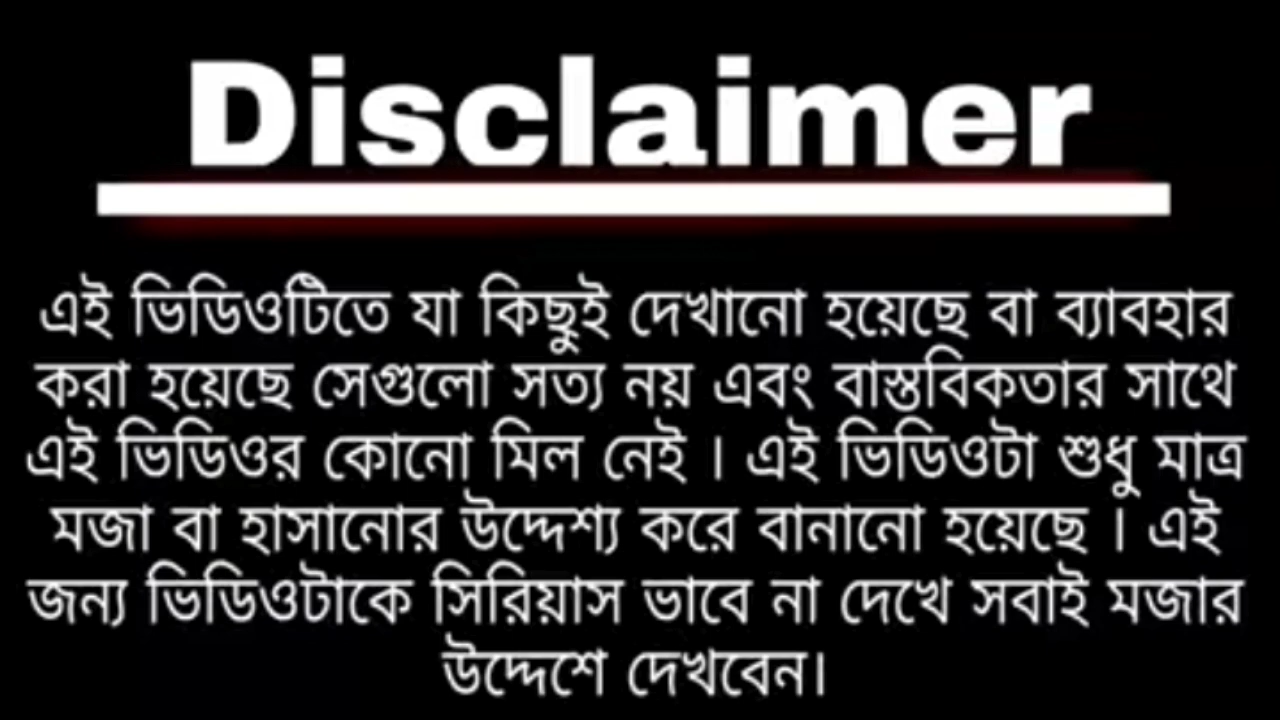 Disclaimer
এই ভিডিওটিতে যা কিছুই দেখানো হয়েছে বা ব্যাবহার
করা হয়েছে সেগুলো সত্য নয় এবং বাস্তবিকতার সাথে
এই ভিডিওর কোনো মিল নেই । এই ভিডিওটা শুধু মাত্র
মজা বা হাসানোর উদ্দেশ্য করে বানানো হয়েছে । এই
জন্য ভিডিওটাকে সিরিয়াস ভাবে না দেখে সবাই মজার
উদ্দেশে দেখবেন।